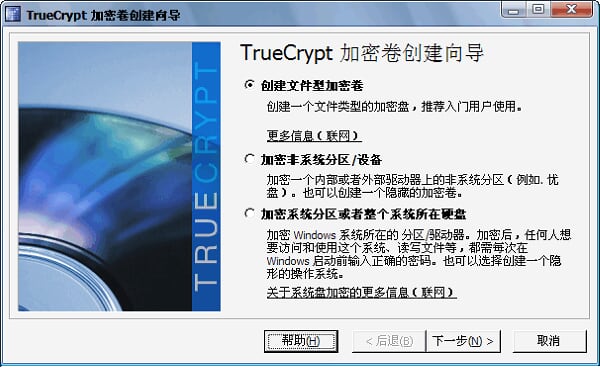 TrueCrypt 加密卷创建向导
TRUECRYPT
TrueCrypt 加密卷创建向导
创建文件型加密卷
创建一个文件类型的加密盘，推荐入门用户使用。
更多信息（联网）
加密非系统分区/设备
加密一个内部或者外部驱动器上的非系统分区（例如. 优
盘）。也可以创建一个隐藏的加密卷。
加密系统分区或者整个系统所在硬盘
加密 Windows 系统所在的 分区/驱动器。加密后，任何人想
要访问和使用这个系统、读写文件等，都需每次在
Windows 启动前输入正确的密码。也可以选择创建一个隐
形的操作系统。
关于系统盘加密的更多信息（联网）
帮助(H)
< 后退(B)
下一步(N) >
取消